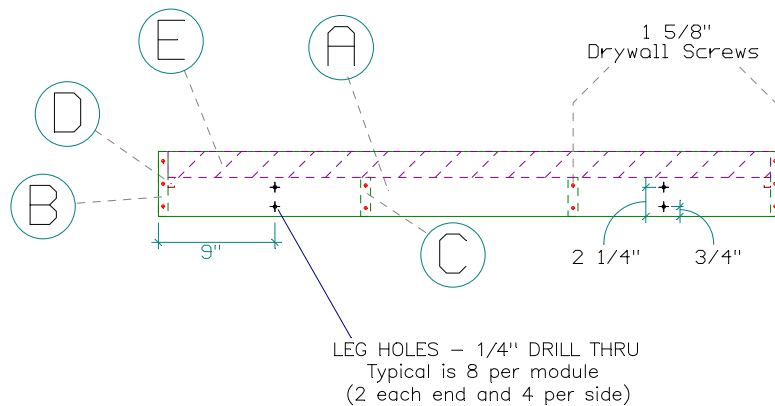 E
A
1 5/8"
Drywall Screws
D
B
C
9"
2 1/4"
3/4"
LEG HOLES - 1/4" DRILL THRU
Typical is 8 per module
(2 each end and 4 per side)